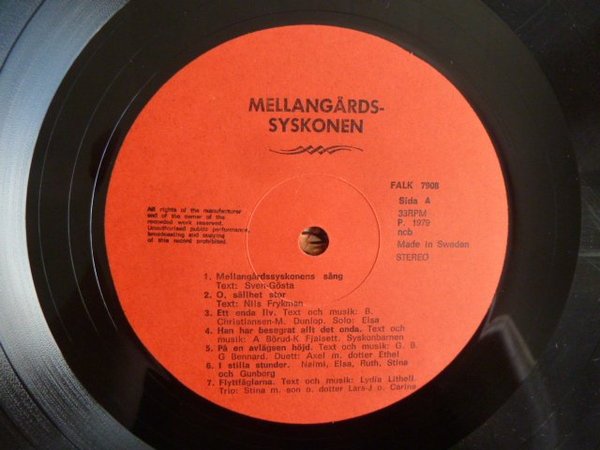 MELLANGÅRDS-
SYSKONEN
FALK 7908
Sida A
33RPM
P. 1979
ncb
Made in Sweden
STEREO
All rights of the manufacturer
and of the owner of the
recorded work reserved.
Unauthorised public performance,
broadcasting and copying
of this record prohibited.
1. Mellangårdssyskonens sång
Text: Sven-Gösta
2. O, sällhet stor
Text: Nils Frykman
3. Ett enda liv. Text och musik: B.
Christiansen-M. Dunlop. Solo: Elsa
4. Han har besegrat allt det onda. Text och
musik: A Börud-K Fjalsett. Syskonbarnen
5. På en avlägsen höjd. Text och musik: G. B
G Bennard. Duett: Axel m. dotter Ethel
6. I stilla stunder. Naimi, Elsa, Ruth, Stina
och Gunborg
7. Flyttfåglarna. Text och musik: Lydia Lithell.
Trio: Stina m. son o. dotter Lars-J o. Carina